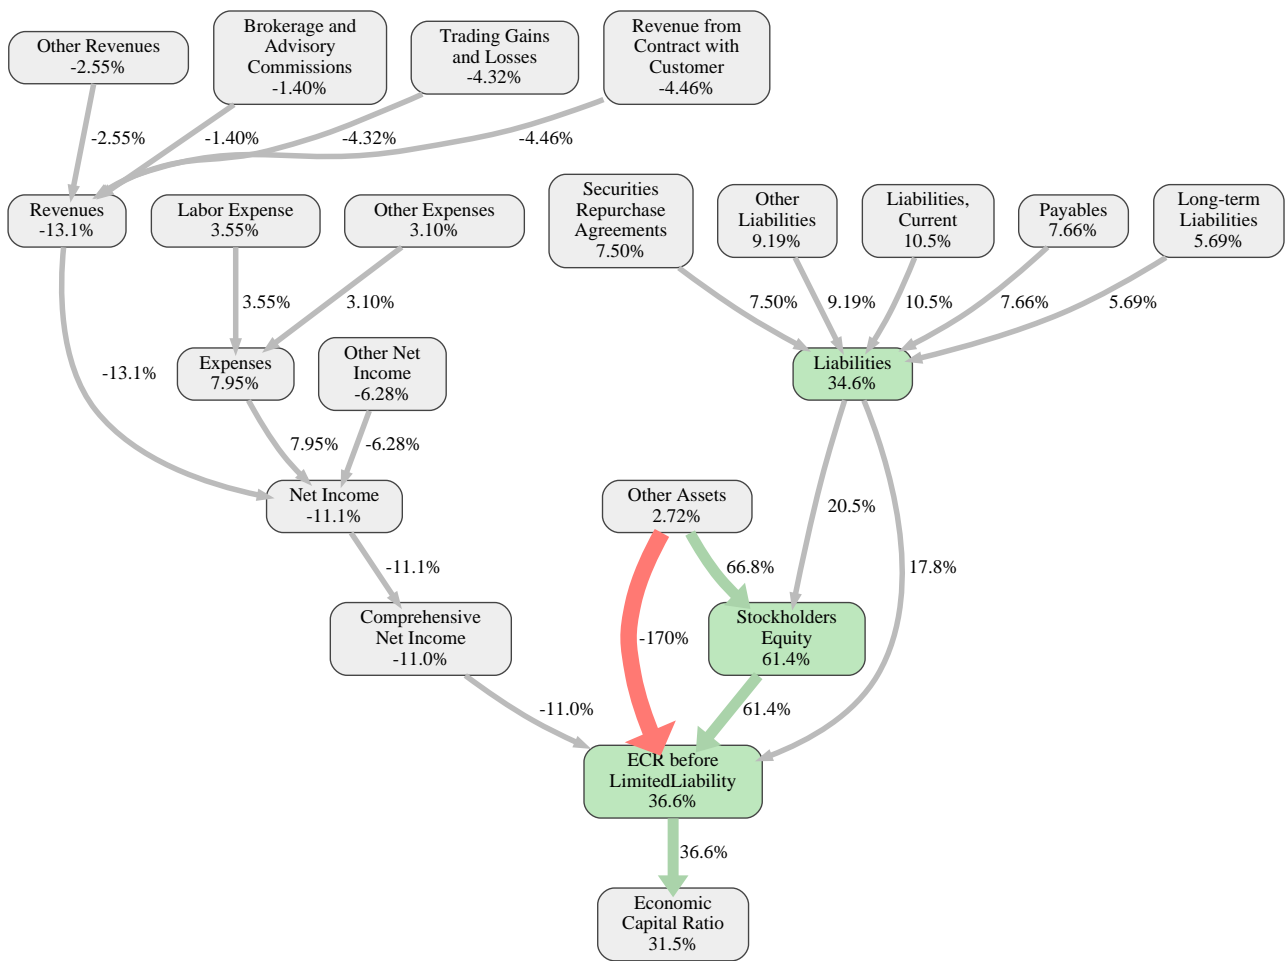 Other Revenues
-2.55%
Brokerage and
Advisory
Commissions
-1.40%
Trading Gains
and Losses
-4.32%
Revenue from
Contract with
Customer
-4.46%
-2.55%
-1.40%
-4.32%
-4.46%
Revenues
-13.1%
Labor Expense
3.55%
Other Expenses
3.10%
Securities
Repurchase
Agreements
7.50%
Other
Liabilities
9.19%
Liabilities,
Current
10.5%
Payables
7.66%
Long-term
Liabilities
5.69%
3.55%
3.10%
7.50%
9.19%
10.5%
7.66%
5.69%
-13.1%
Expenses
7.95%
Other Net
Income
-6.28%
Liabilities
34.6%
7.95%
-6.28%
Net Income
-11.1%
Other Assets
2.72%
20.5%
17.8%
-11.1%
66.8%
-170%
Comprehensive
Net Income
-11.0%
Stockholders
Equity
61.4%
-11.0%
61.4%
ECR before
LimitedLiability
36.6%
36.6%
Economic
Capital Ratio
31.5%